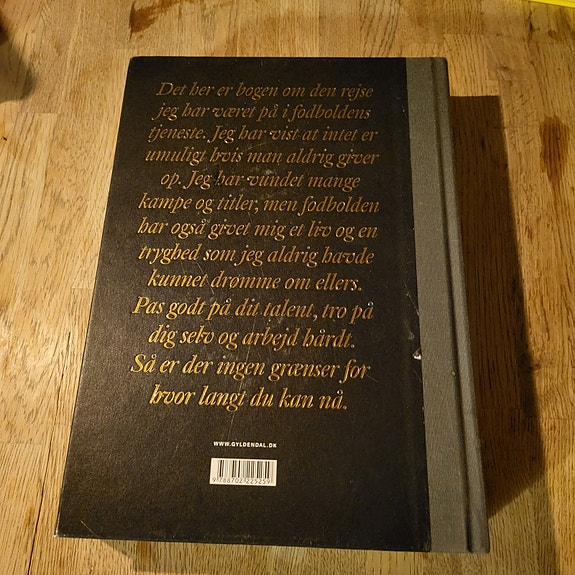 Det her er bogen om den rejse
jeg har været på i fodboldens
tjeneste. Jeg har vist at intet er
umuligt hvis man aldrig giver
op. Jeg har vundet mange
kampe og titler, men fodbolden
har også givet mig et liv og en
tryghed som jeg aldrig havde
kunnet drømme om ellers.
Pas godt på dit talent, tro på
dig selv og arbejd hårdt.
Så er der ingen grænser for
hvor langt du kan nå.
WWW.GYLDENDAL.DK
9788702225259